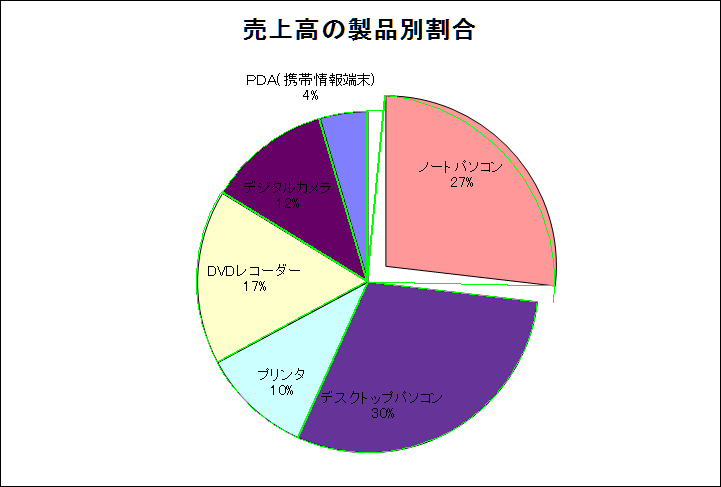 売上高の製品別割合
PDA(携帯情報端末)
4%
ノートパソコン
27%
デジタルカメラ
12%
DVDレコーダー
17%
プリンタ
10%
デスクトップパソコン
30%